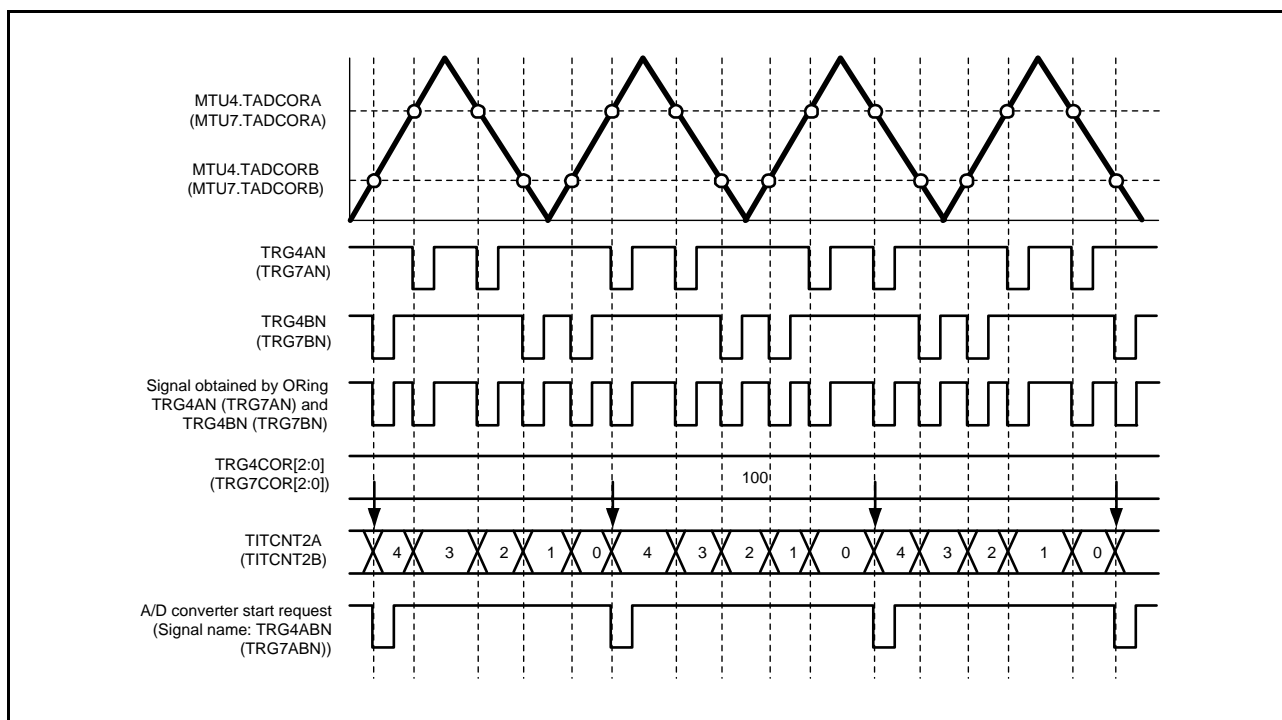 MTU4.TADCORA
(MTU7.TADCORA)
MTU4.TADCORB
(MTU7.TADCORB)
TRG4AN
(TRG7AN)
TRG4BN
(TRG7BN)
Signal obtained by ORing
TRG4AN (TRG7AN) and
TRG4BN (TRG7BN)
TRG4COR[2:0]
(TRG7COR[2:0])
100
TITCNT2A
(TITCNT2B)
4 3 2 1 0 4 3 2 1 0 4 3 2 1 0
A/D converter start request
(Signal name: TRG4ABN
(TRG7ABN))